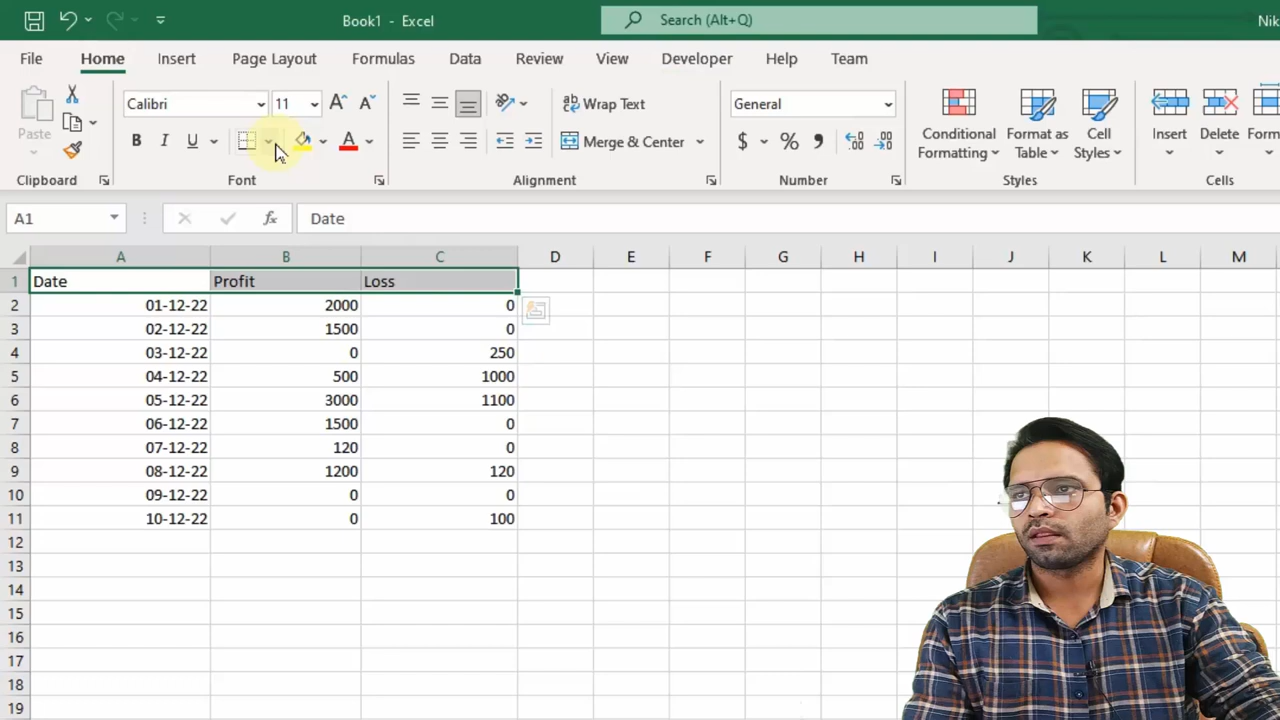 Book1 - Excel
Search (Alt+Q)
Nik
File Home Insert Page Layout Formulas Data Review View Developer Help Team
Paste
Calibri 11
B I U A
Wrap Text
Merge & Center
General
$ % ,
Conditional Formatting
Format as Table
Cell Styles
Insert Delete Form
Clipboard Font Alignment Number Styles Cells
A1 fx Date
A B C D E F G H I J K L M
1 Date Profit Loss
2 01-12-22 2000 0
3 02-12-22 1500 0
4 03-12-22 0 250
5 04-12-22 500 1000
6 05-12-22 3000 1100
7 06-12-22 1500 0
8 07-12-22 120 0
9 08-12-22 1200 120
10 09-12-22 0 0
11 10-12-22 0 100
12
13
14
15
16
17
18
19